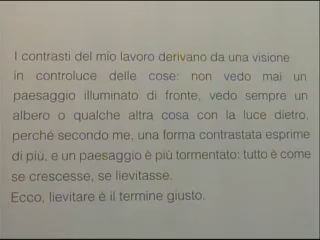 I contrasti del mio lavoro derivano da una visione
in controluce delle cose: non vedo mai un
paesaggio illuminato di fronte, vedo sempre un
albero o qualche altra cosa con la luce dietro,
perché secondo me, una forma contrastata esprime
di più, e un paesaggio è più tormentato: tutto è come
se crescesse, se lievitasse.
Ecco, lievitare è il termine giusto.